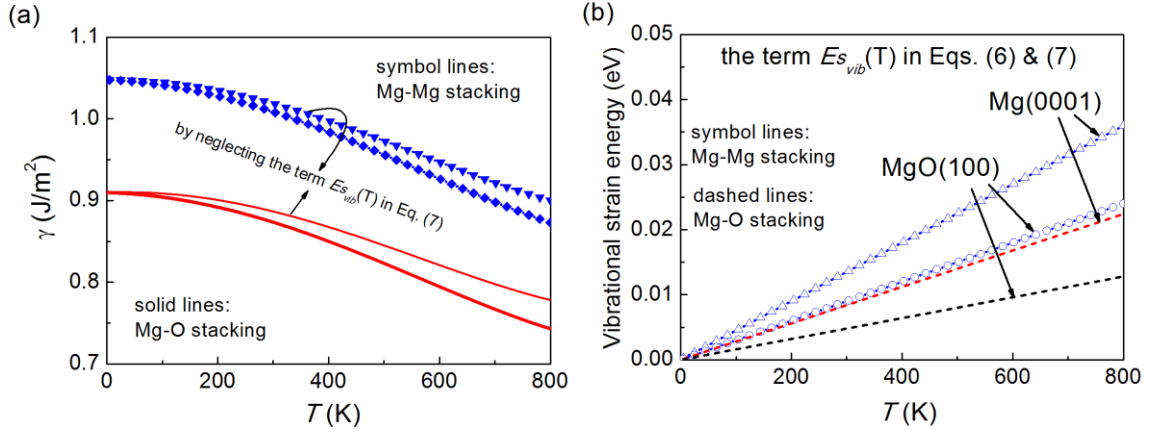 (a)
1.1
1.0
0.9
0.8
0.7
γ (J/m²)
symbol lines:
Mg-Mg stacking
by neglecting the term Es_vib(T) in Eq. (7)
solid lines:
Mg-O stacking
0
200
400
600
800
T (K)
(b)
0.05
0.04
0.03
0.02
0.01
0.00
Vibrational strain energy (eV)
the term Es_vib(T) in Eqs. (6) & (7)
Mg(0001)
symbol lines:
Mg-Mg stacking
MgO(100)
dashed lines:
Mg-O stacking
0
200
400
600
800
T (K)